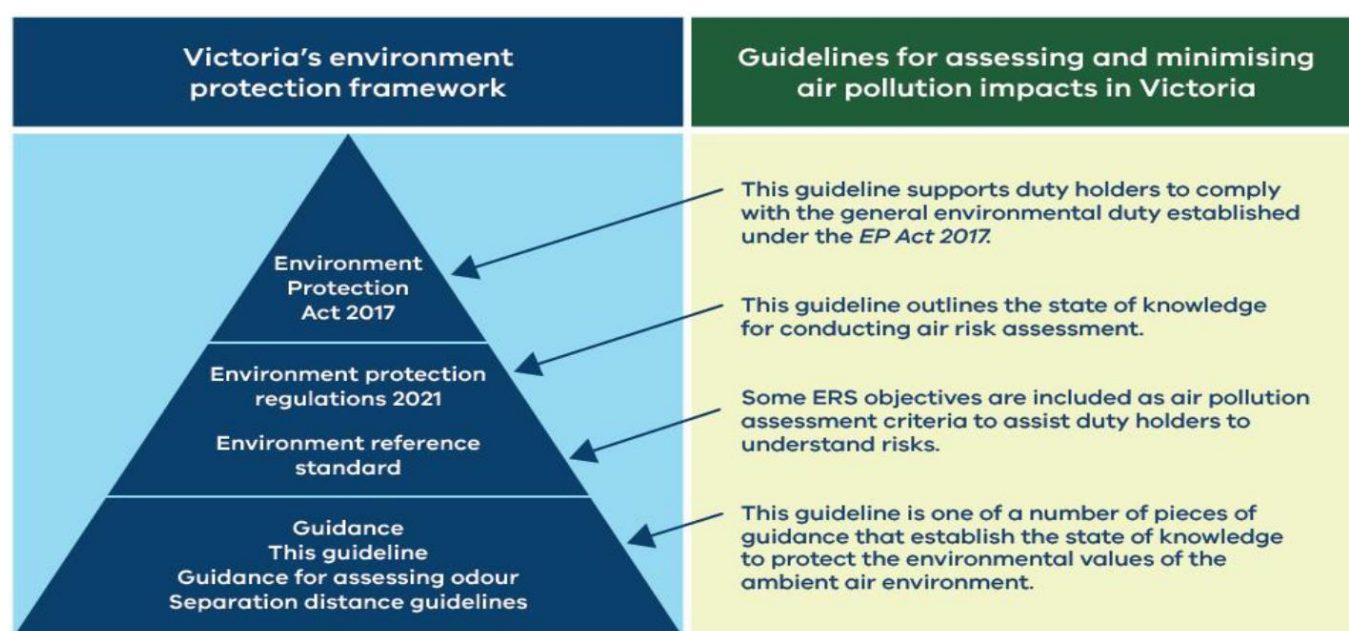 Victoria's environment
protection framework
Guidelines for assessing and minimising
air pollution impacts in Victoria
Environment
Protection
Act 2017
Environment protection
regulations 2021
Environment reference
standard
Guidance
This guideline
Guidance for assessing odour
Separation distance guidelines
This guideline supports duty holders to comply
with the general environmental duty established
under the EP Act 2017.
This guideline outlines the state of knowledge
for conducting air risk assessment.
Some ERS objectives are included as air pollution
assessment criteria to assist duty holders to
understand risks.
This guideline is one of a number of pieces of
guidance that establish the state of knowledge
to protect the environmental values of the
ambient air environment.